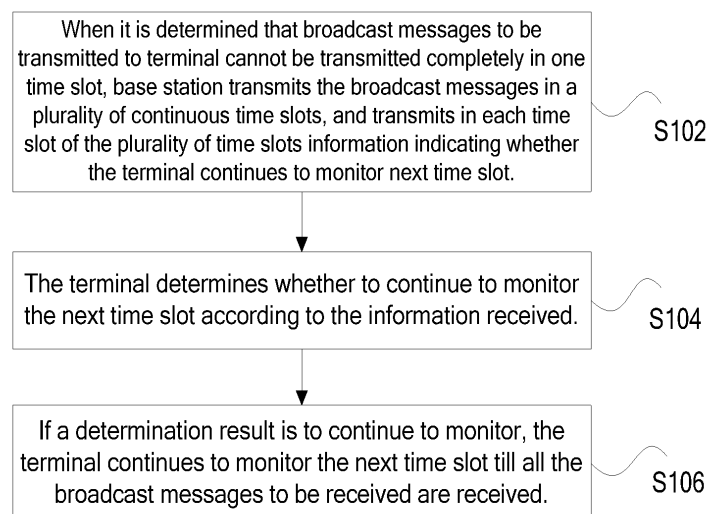 When it is determined that broadcast messages to be
transmitted to terminal cannot be transmitted completely in one
time slot, base station transmits the broadcast messages in a
plurality of continuous time slots, and transmits in each time
slot of the plurality of time slots information indicating whether
the terminal continues to monitor next time slot.
S102
The terminal determines whether to continue to monitor
the next time slot according to the information received.
S104
If a determination result is to continue to monitor, the
terminal continues to monitor the next time slot till all the
broadcast messages to be received are received.
S106